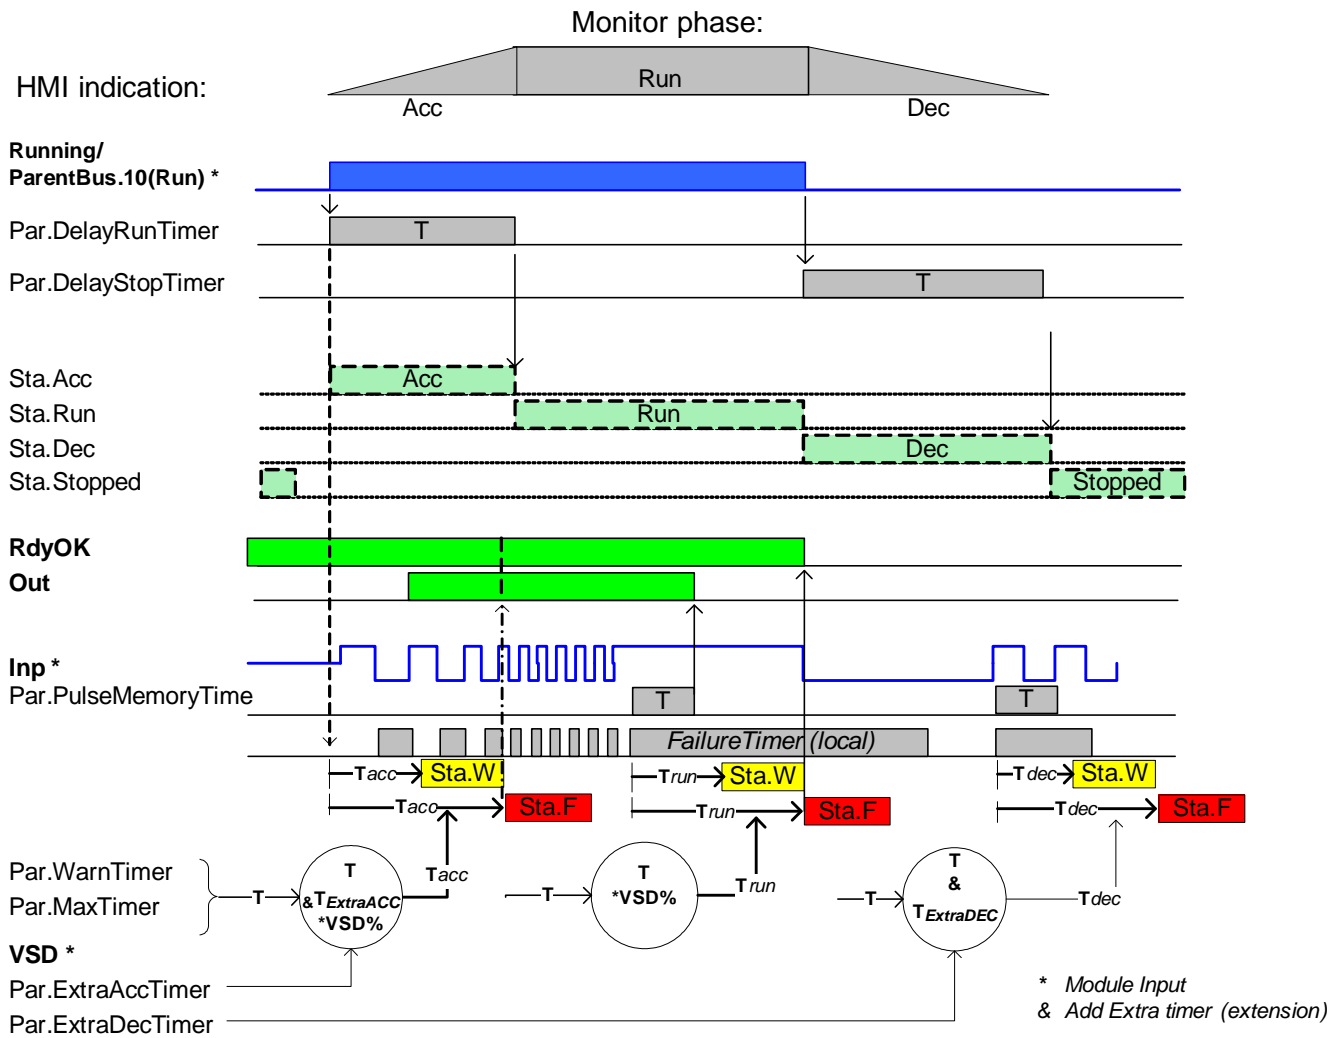 Monitor phase:
HMI indication:
Run
Acc
Dec
Running/
ParentBus.10(Run) *
Par.DelayRunTimer
T
Par.DelayStopTimer
T
Sta.Acc
Acc
Sta.Run
Run
Sta.Dec
Dec
Sta.Stopped
Stopped
RdyOK
Out
Inp *
Par.PulseMemoryTime
T
T
FailureTimer (local)
Tacc
Sta.W
Trun
Sta.W
Tdec
Sta.W
Tacc
Sta.F
Trun
Sta.F
Tdec
Sta.F
Par.WarnTimer
Par.MaxTimer
T
T
&TExtraACC
*VSD%
Tacc
T
T
*VSD%
Trun
T
T
&
TExtraDEC
Tdec
VSD *
Par.ExtraAccTimer
Par.ExtraDecTimer
* Module Input
& Add Extra timer (extension)